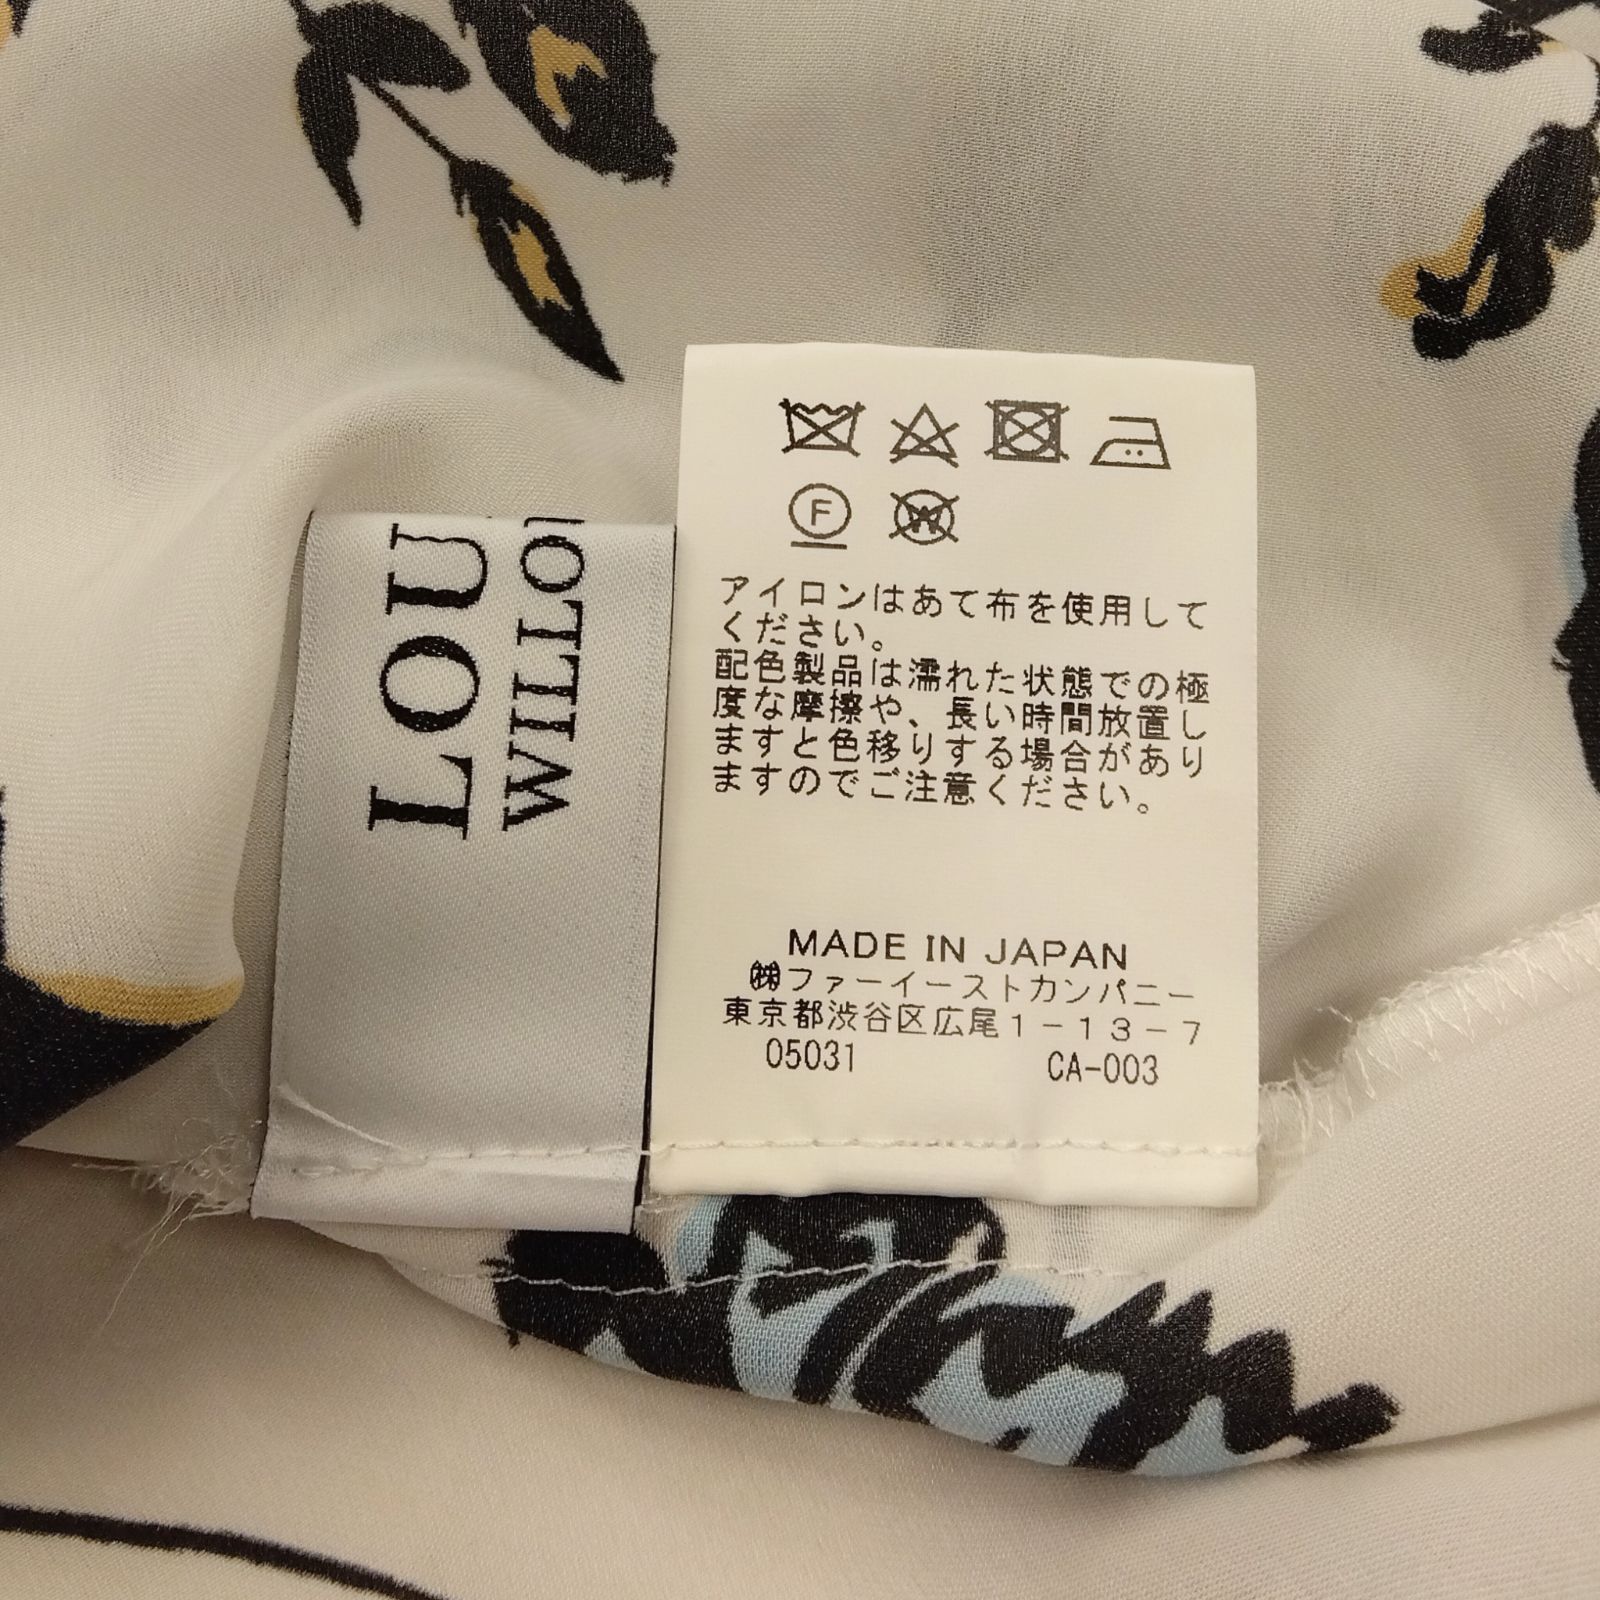 LOU
WILLO
F
W
アイロンはあて布を使用して
ください。
配色製品は濡れた状態での極
度な摩擦や、長い時間放置し
ますと色移りする場合があり
ますのでご注意ください。
MADE IN JAPAN
㈱ファーイーストカンパニー
東京都渋谷区広尾1-13-7
05031 CA-003